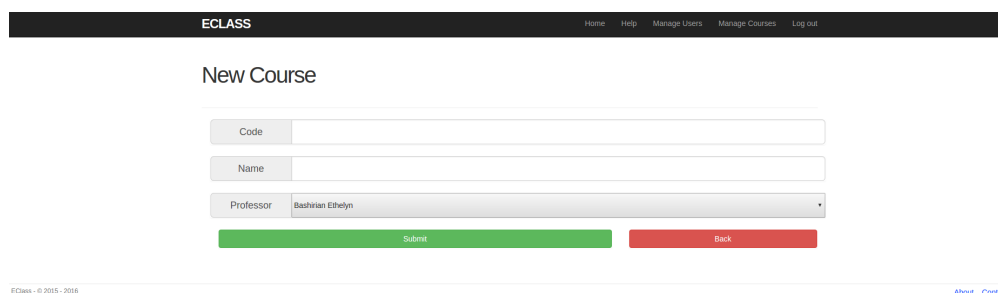 ECLASS Home Help Manage Users Manage Courses Log out
New Course
Code
Name
Professor Bashirian Ethelyn
Submit Back
EClass - © 2015 - 2016 About